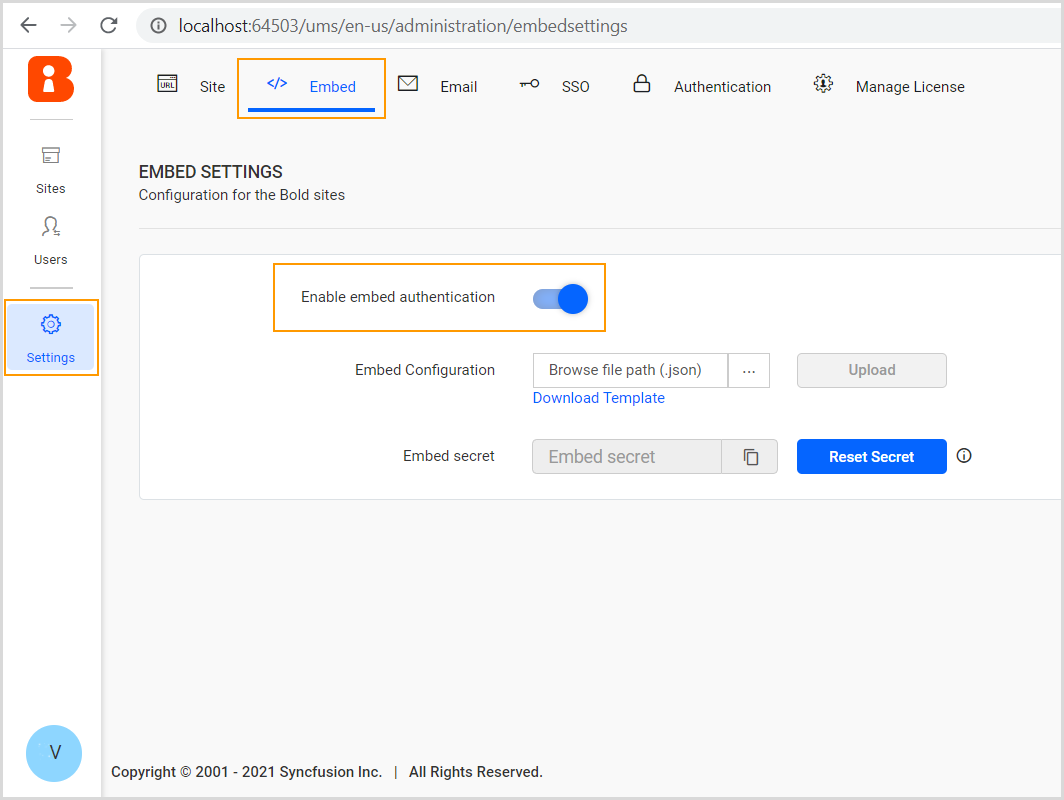 localhost:64503/ums/en-us/administration/embedsettings
URL Site </> Embed Email SSO Authentication Manage License
Sites
Users
Settings
EMBED SETTINGS
Configuration for the Bold sites
Enable embed authentication
Embed Configuration Browse file path (.json) ... Upload
Download Template
Embed secret Embed secret Reset Secret
V
Copyright © 2001 - 2021 Syncfusion Inc. | All Rights Reserved.